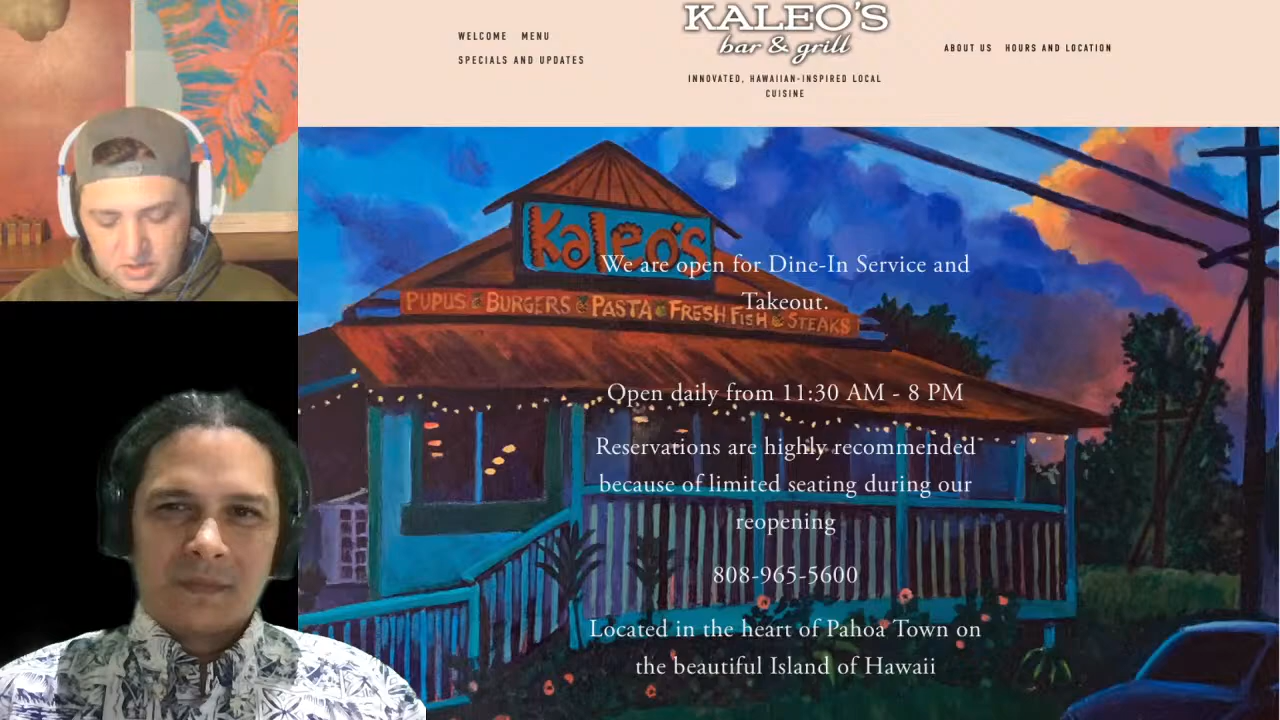 WELCOME MENU
SPECIALS AND UPDATES
KALEO'S
bar & grill
INNOVATED, HAWAIIAN-INSPIRED LOCAL
CUISINE
ABOUT US HOURS AND LOCATION
Kaleo's
PUPUS BURGERS PASTA FRESH FISH STEAKS
We are open for Dine-In Service and
Takeout.
Open daily from 11:30 AM - 8 PM
Reservations are highly recommended
because of limited seating during our
reopening
808-965-5600
Located in the heart of Pahoa Town on
the beautiful Island of Hawaii